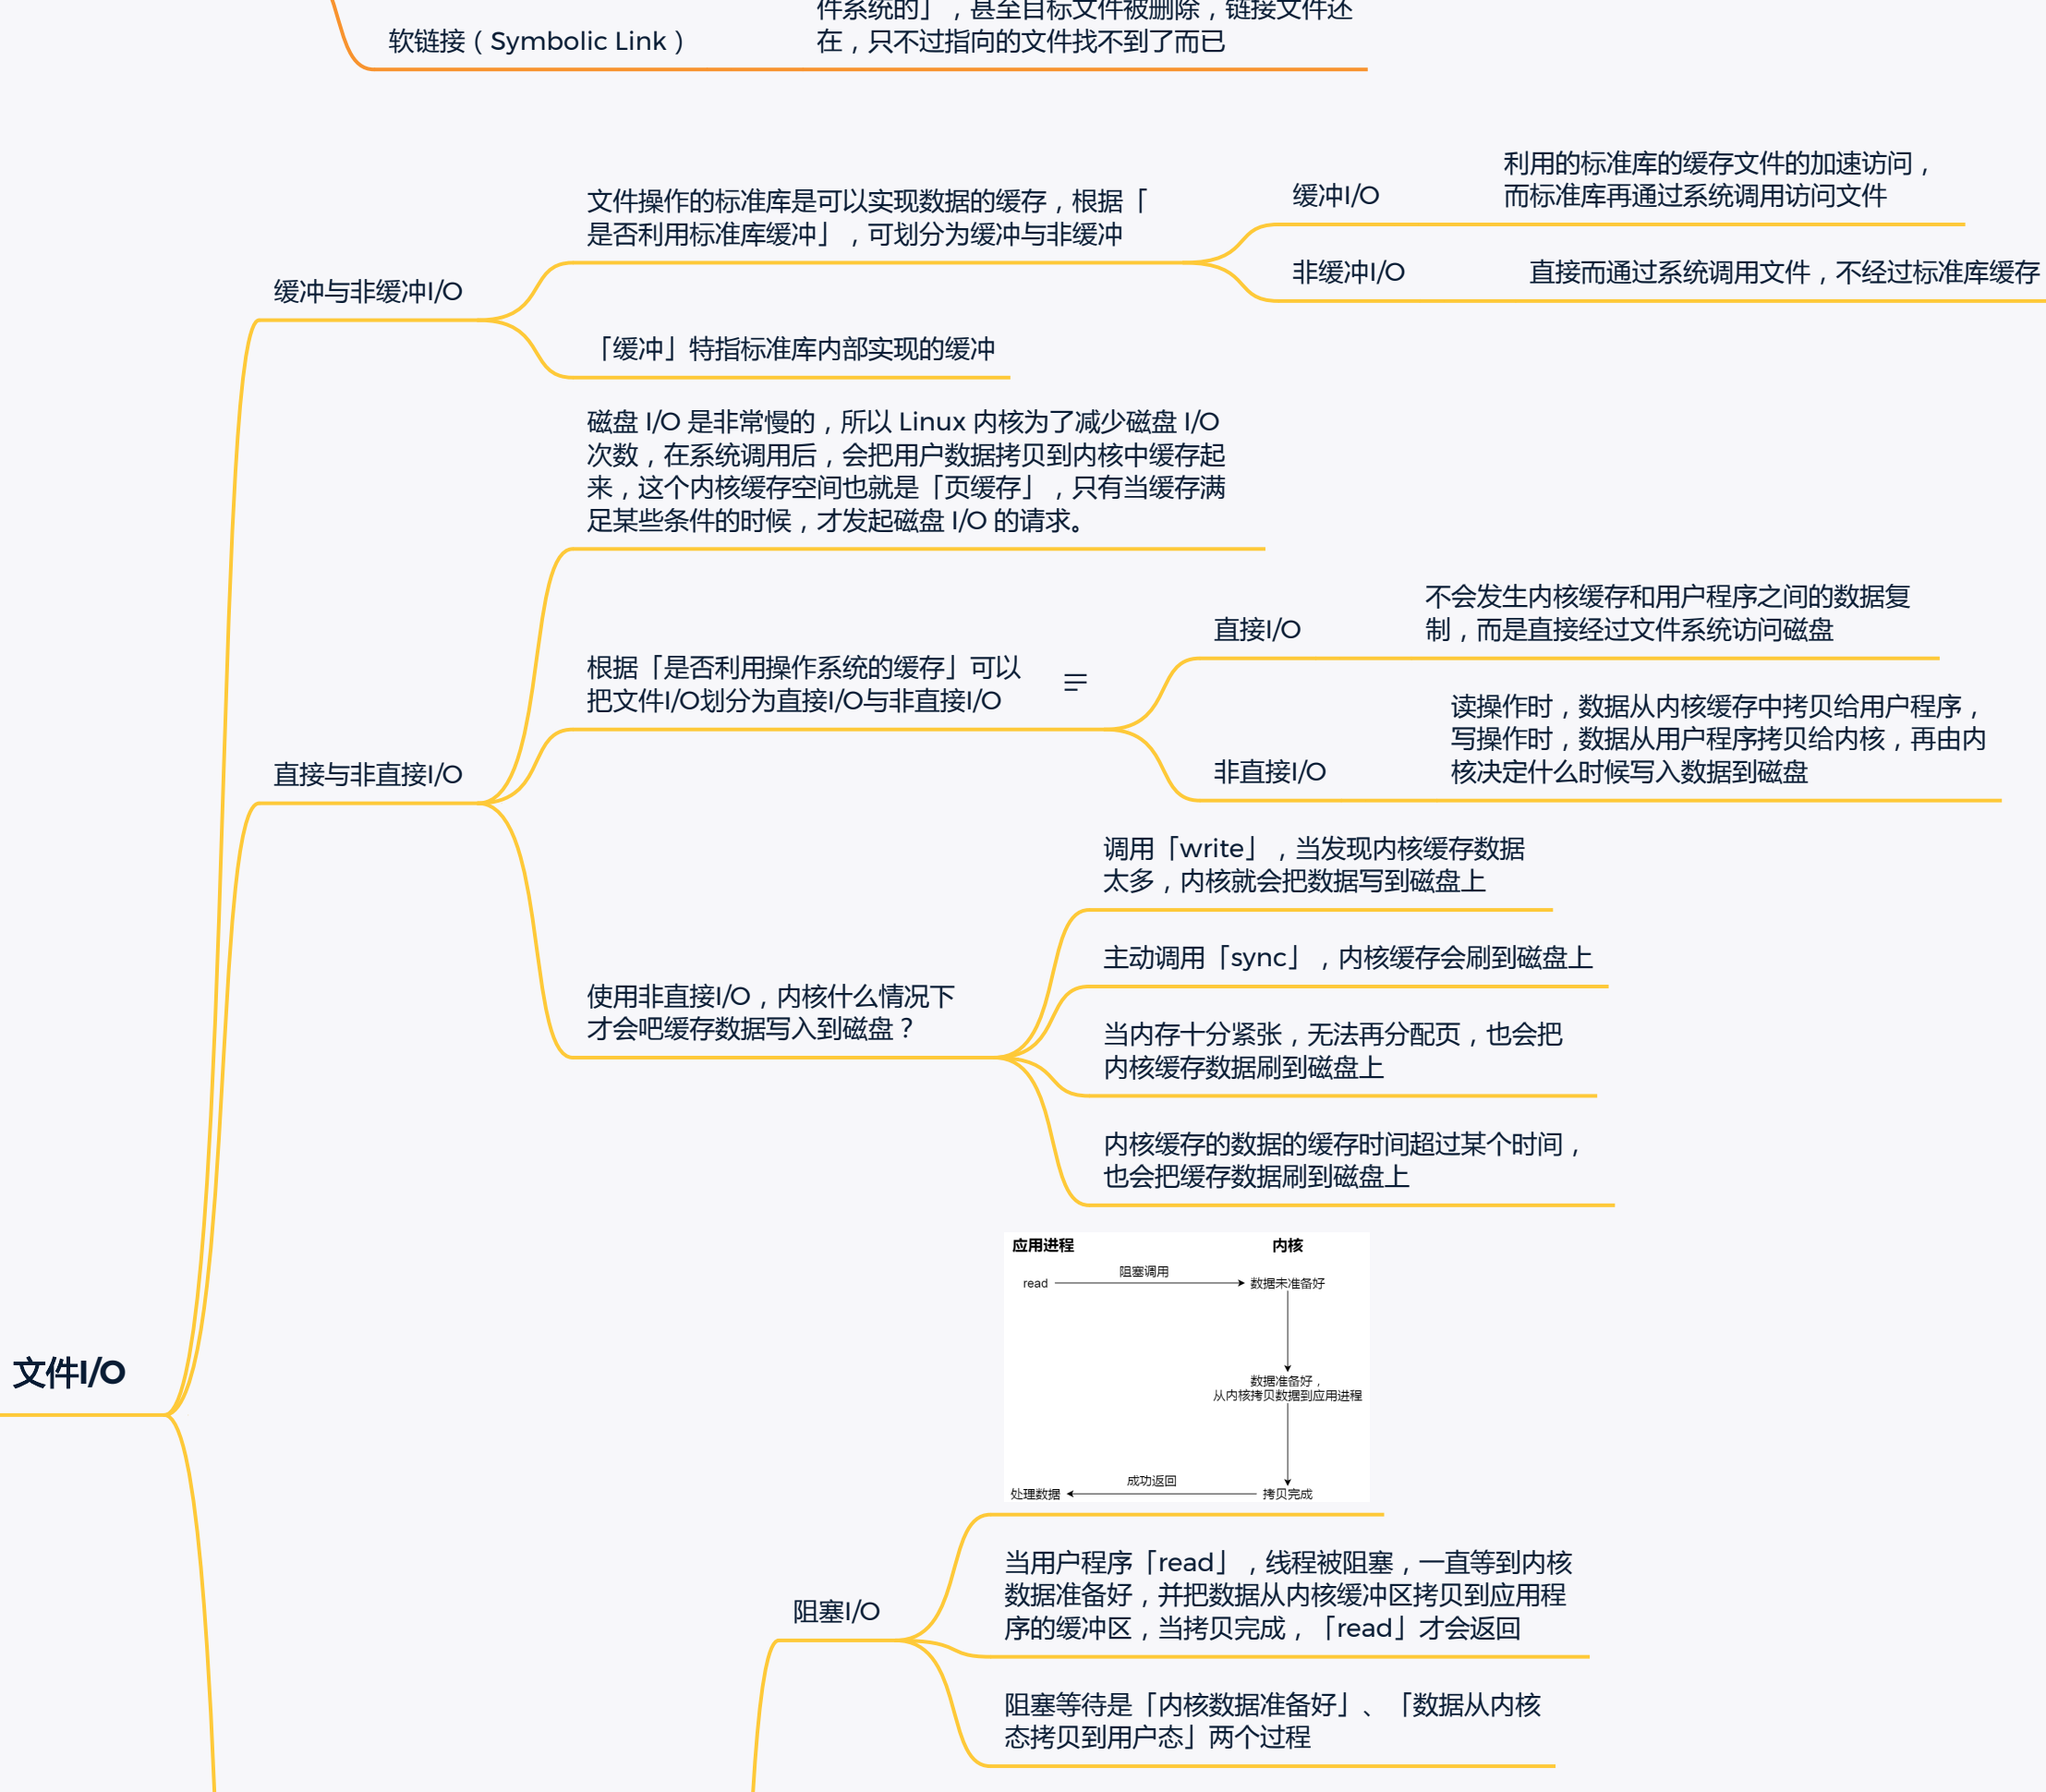 件系统的」，甚至目标文件被删除，链接文件还
软链接（Symbolic Link）
在，只不过指向的文件找不到了而已
文件I/O
缓冲与非缓冲I/O
文件操作的标准库是可以实现数据的缓存，根据「
是否利用标准库缓冲」，可划分为缓冲与非缓冲
缓冲I/O
利用的标准库的缓存文件的加速访问，
而标准库再通过系统调用访问文件
非缓冲I/O
直接而通过系统调用文件，不经过标准库缓存
「缓冲」特指标准库内部实现的缓冲
直接与非直接I/O
磁盘 I/O 是非常慢的，所以 Linux 内核为了减少磁盘 I/O
次数，在系统调用后，会把用户数据拷贝到内核中缓存起
来，这个内核缓存空间也就是「页缓存」，只有当缓存满
足某些条件的时候，才发起磁盘 I/O 的请求。
根据「是否利用操作系统的缓存」可以
把文件I/O划分为直接I/O与非直接I/O
直接I/O
不会发生内核缓存和用户程序之间的数据复
制，而是直接经过文件系统访问磁盘
非直接I/O
读操作时，数据从内核缓存中拷贝给用户程序，
写操作时，数据从用户程序拷贝给内核，再由内
核决定什么时候写入数据到磁盘
使用非直接I/O，内核什么情况下
才会吧缓存数据写入到磁盘？
调用「write」，当发现内核缓存数据
太多，内核就会把数据写到磁盘上
主动调用「sync」，内核缓存会刷到磁盘上
当内存十分紧张，无法再分配页，也会把
内核缓存数据刷到磁盘上
内核缓存的数据的缓存时间超过某个时间，
也会把缓存数据刷到磁盘上
阻塞I/O
应用进程
内核
read
阻塞调用
数据未准备好
数据准备好，
从内核拷贝数据到应用进程
处理数据
成功返回
拷贝完成
当用户程序「read」，线程被阻塞，一直等到内核
数据准备好，并把数据从内核缓冲区拷贝到应用程
序的缓冲区，当拷贝完成，「read」才会返回
阻塞等待是「内核数据准备好」、「数据从内核
态拷贝到用户态」两个过程